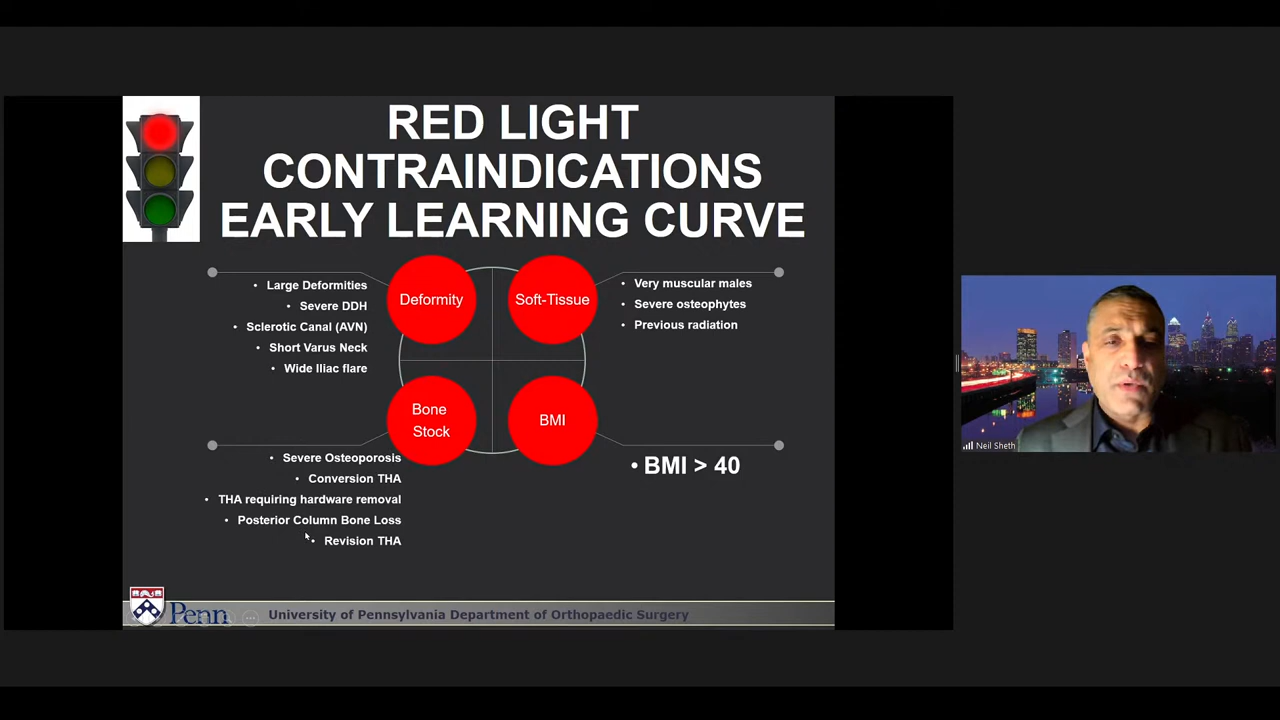 RED LIGHT
CONTRAINDICATIONS
EARLY LEARNING CURVE
• Large Deformities
• Severe DDH
• Sclerotic Canal (AVN)
• Short Varus Neck
• Wide Iliac flare
Deformity
Soft-Tissue
• Very muscular males
• Severe osteophytes
• Previous radiation
Bone
Stock
BMI
• Severe Osteoporosis
• Conversion THA
• THA requiring hardware removal
• Posterior Column Bone Loss
• Revision THA
• BMI > 40
Penn
University of Pennsylvania Department of Orthopaedic Surgery
Neil Sheth